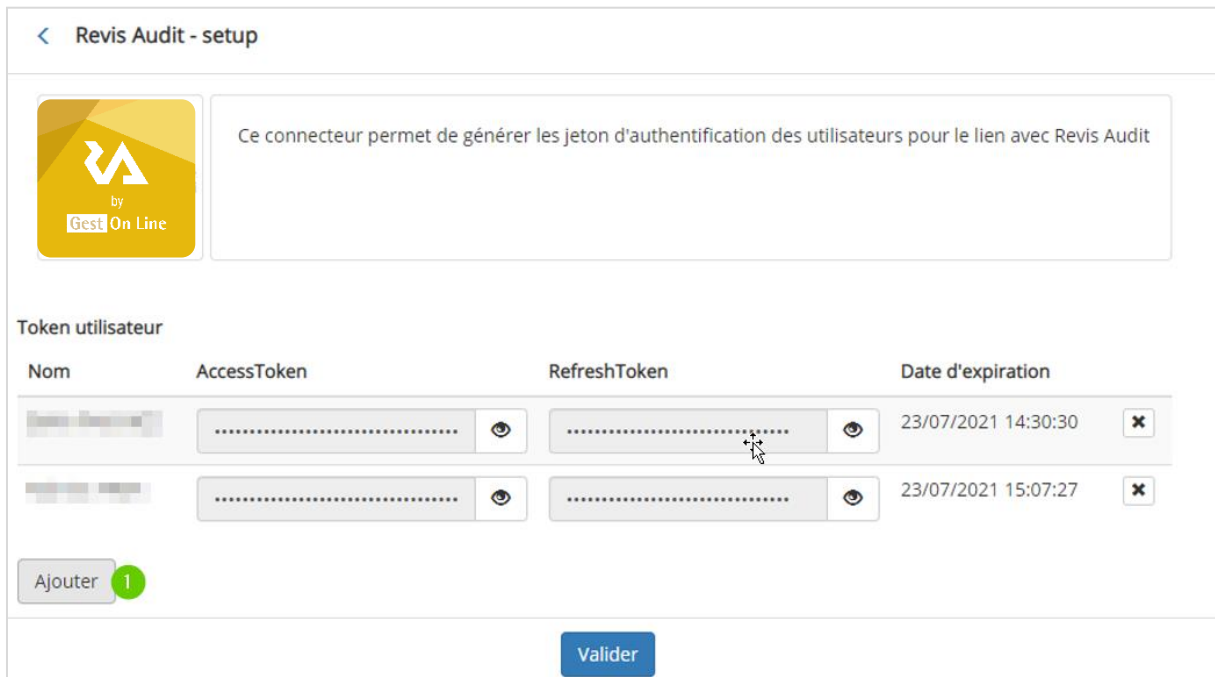 Revis Audit - setup
by
Gest On Line
Ce connecteur permet de générer les jeton d'authentification des utilisateurs pour le lien avec Revis Audit
Token utilisateur
Nom AccessToken RefreshToken Date d'expiration
23/07/2021 14:30:30
23/07/2021 15:07:27
Ajouter 1
Valider